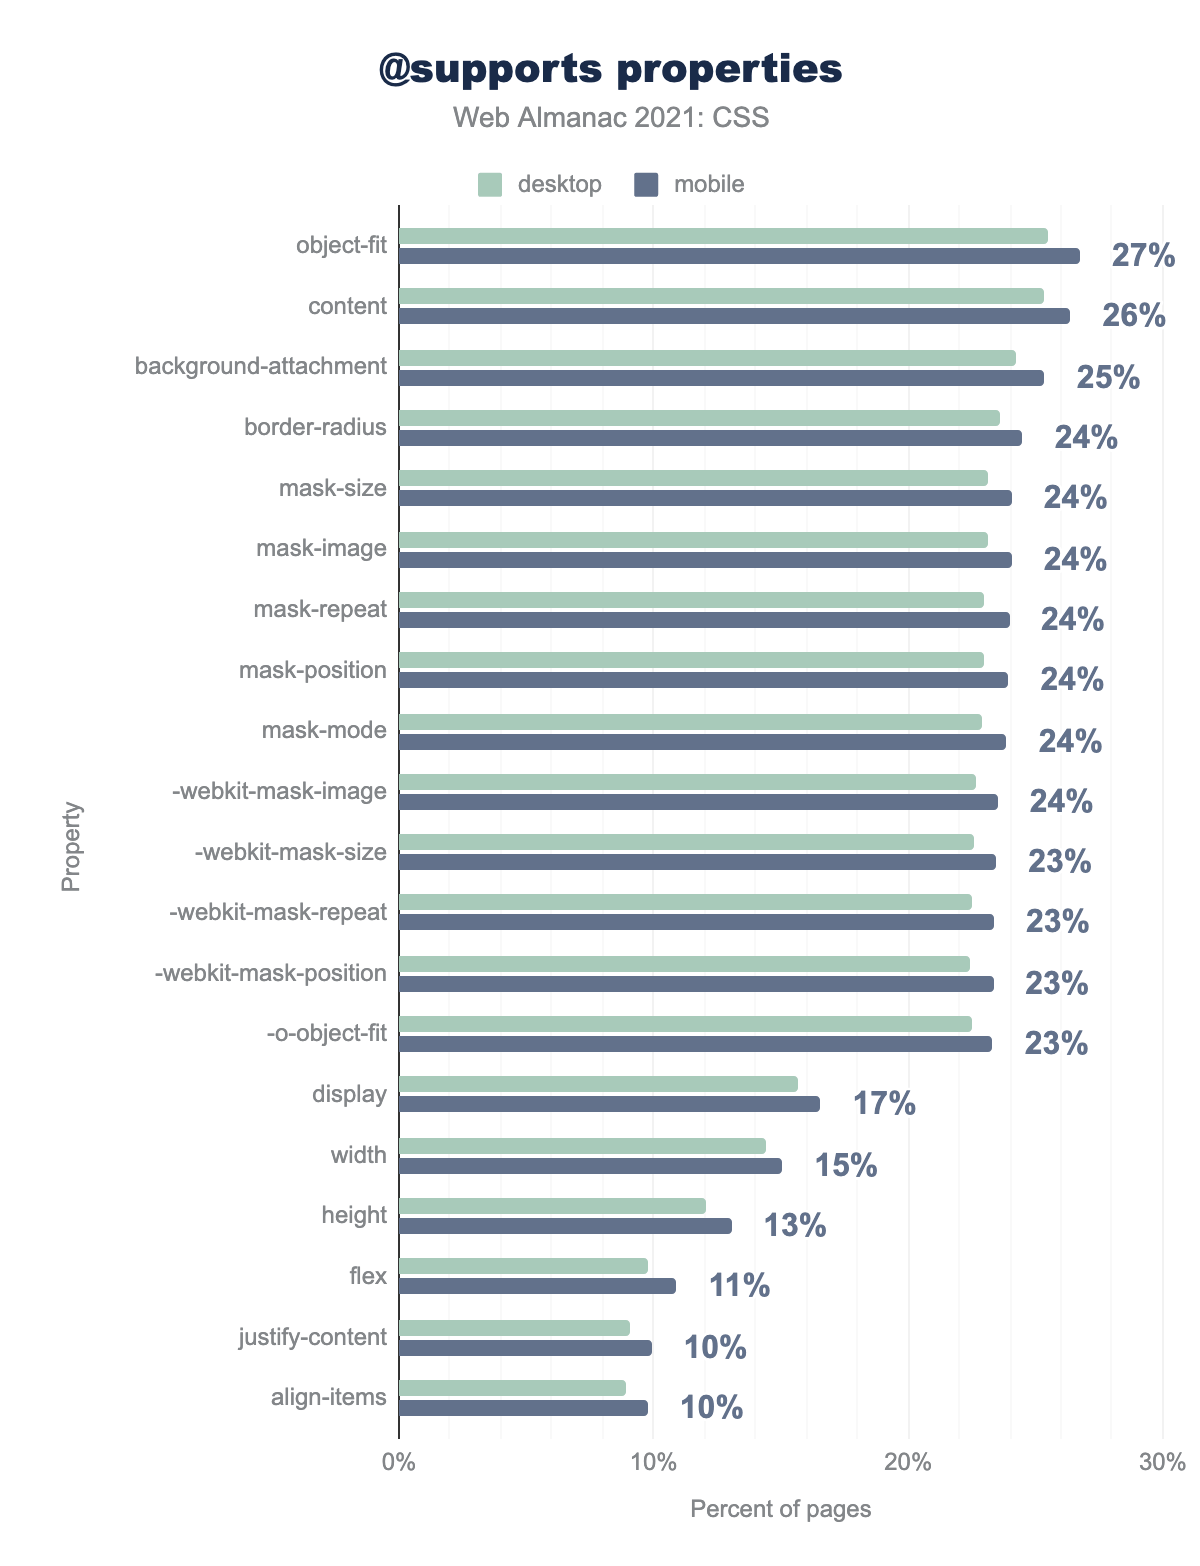 @supports properties
Web Almanac 2021: CSS
desktop mobile
object-fit 27%
content 26%
background-attachment 25%
border-radius 24%
mask-size 24%
mask-image 24%
mask-repeat 24%
mask-position 24%
mask-mode 24%
-webkit-mask-image 24%
-webkit-mask-size 23%
-webkit-mask-repeat 23%
-webkit-mask-position 23%
-o-object-fit 23%
display 17%
width 15%
height 13%
flex 11%
justify-content 10%
align-items 10%
Property
0% 10% 20% 30%
Percent of pages